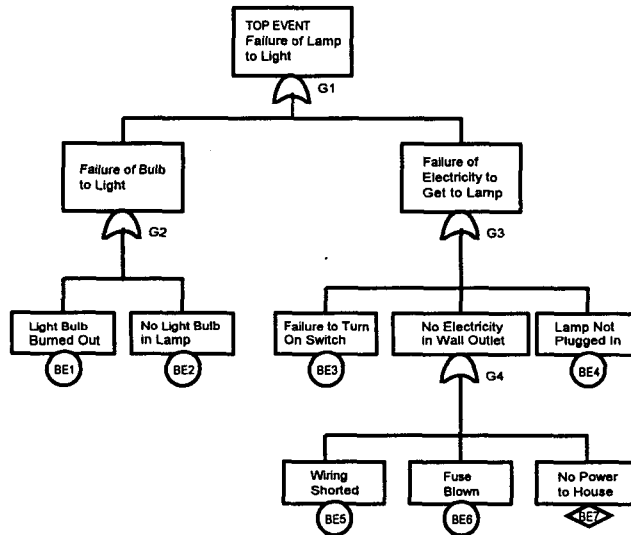 TOP EVENT
Failure of Lamp
to Light
G1
Failure of Bulb
to Light
G2
Failure of
Electricity to
Get to Lamp
G3
Light Bulb
Burned Out
BE1
No Light Bulb
in Lamp
BE2
Failure to Turn
On Switch
BE3
No Electricity
in Wall Outlet
G4
Lamp Not
Plugged In
BE4
Wiring
Shorted
BE5
Fuse
Blown
BE6
No Power
to House
BE7